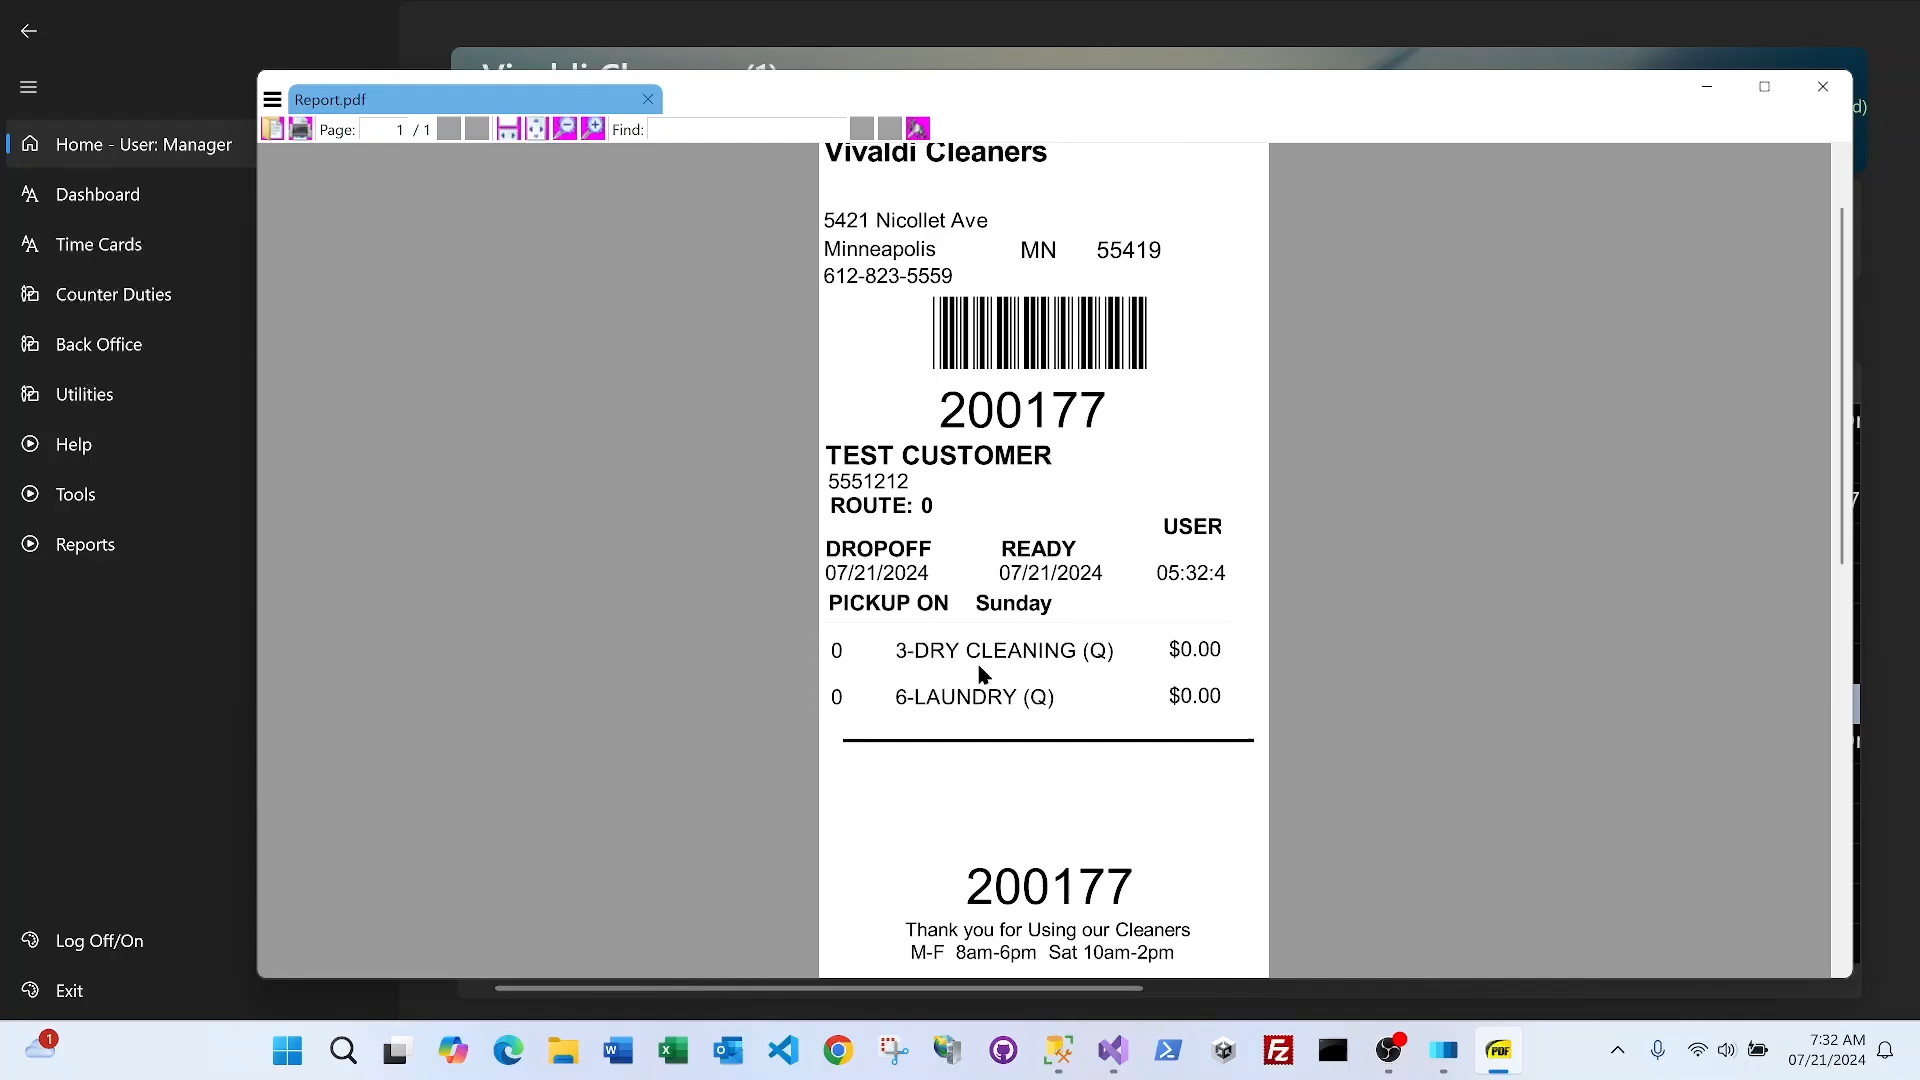 Home - User: Manager
Dashboard
Time Cards
Counter Duties
Back Office
Utilities
Help
Tools
Reports
Log Off/On
Exit
Report.pdf
Page: 1 / 1 Find:
Vivaldi Cleaners
5421 Nicollet Ave
Minneapolis MN 55419
612-823-5559
200177
TEST CUSTOMER
5551212
ROUTE: 0
USER
DROPOFF READY
07/21/2024 07/21/2024 05:32:4
PICKUP ON Sunday
0 3-DRY CLEANING (Q) $0.00
0 6-LAUNDRY (Q) $0.00
200177
Thank you for Using our Cleaners
M-F 8am-6pm Sat 10am-2pm
d)
1
PDF
7:32 AM
07/21/2024